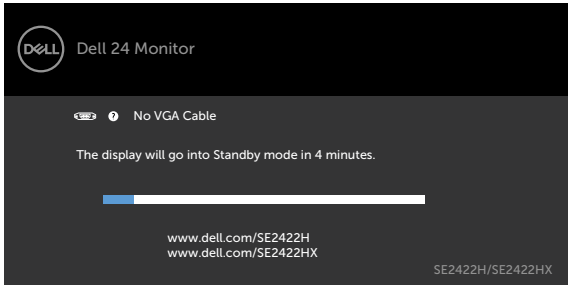 DELL
Dell 24 Monitor
? No VGA Cable
The display will go into Standby mode in 4 minutes.
www.dell.com/SE2422H
www.dell.com/SE2422HX
SE2422H/SE2422HX